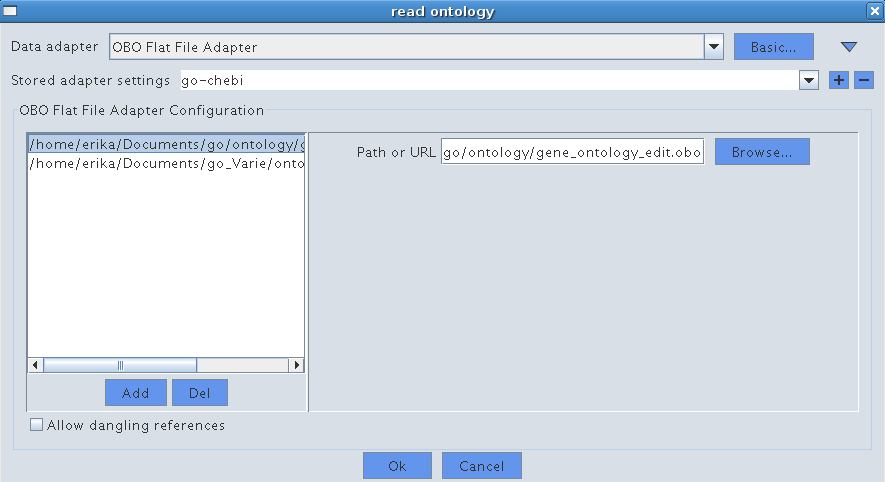 read ontology
Data adapter OBO Flat File Adapter Basic...
Stored adapter settings go-chebi
OBO Flat File Adapter Configuration
/home/erika/Documents/go/ontology/g
/home/erika/Documents/go_Varie/onto
Path or URL go/ontology/gene_ontology_edit.obo Browse...
Add Del
Allow dangling references
Ok Cancel